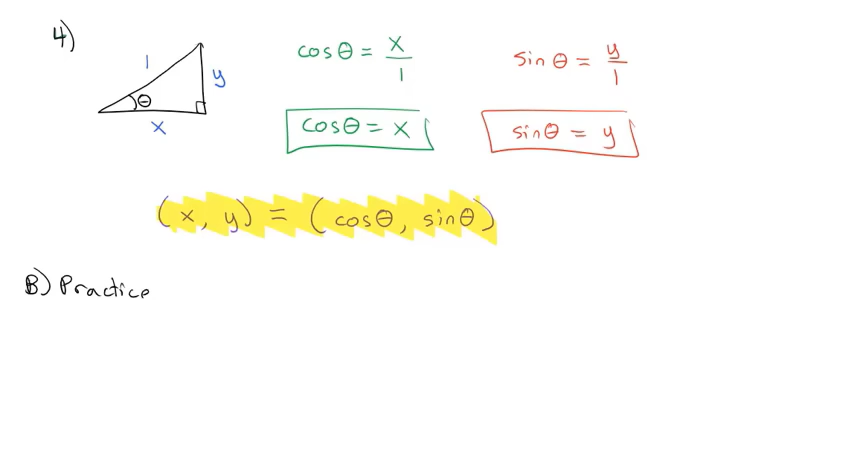 4)
1
θ
y
x
cosθ = x/1
sinθ = y/1
cosθ = x
sinθ = y
(x, y) = (cosθ, sinθ)
B) Practice